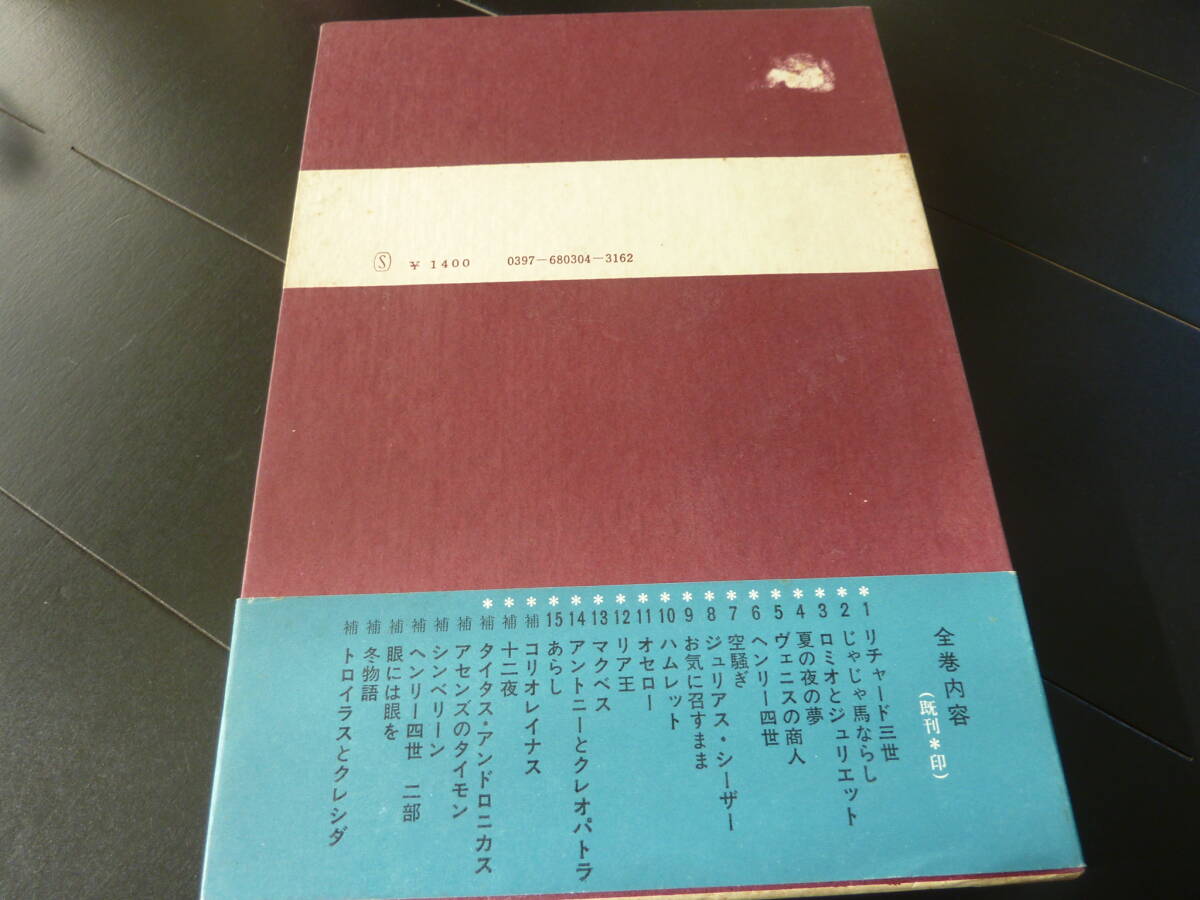 Ⓢ ¥ 1400 0397-680304-3162
全巻内容
(既刊*印)
*1 リチャード三世
*2 じゃじゃ馬ならし
*3 ロミオとジュリエット
*4 夏の夜の夢
*5 ヴェニスの商人
*6 ヘンリー四世
*7 空騒ぎ
*8 ジュリアス・シーザー
*9 お気に召すまま
*10 ハムレット
*11 オセロー
*12 リア王
*13 マクベス
*14 アントニーとクレオパトラ
*15 あらし
*補 コリオレイナス
*補 十二夜
*補 タイタス・アンドロニカス
補 アセンズのタイモン
補 シンベリーン
補 ヘンリー四世 二部
補 眼には眼を
補 冬物語
補 トロイラスとクレシダ